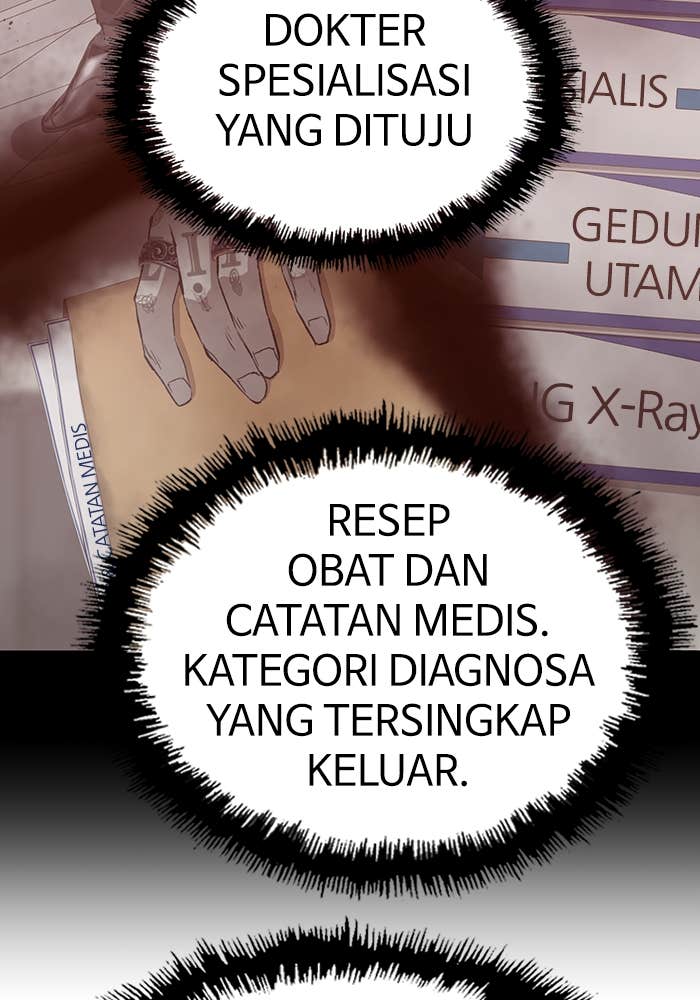 DOKTER
SPESIALISASI
YANG DITUJU
IALIS
GEDU
UTAM
G X-Ray
CATATAN MEDIS
RESEP
OBAT DAN
CATATAN MEDIS.
KATEGORI DIAGNOSA
YANG TERSINGKAP
KELUAR.